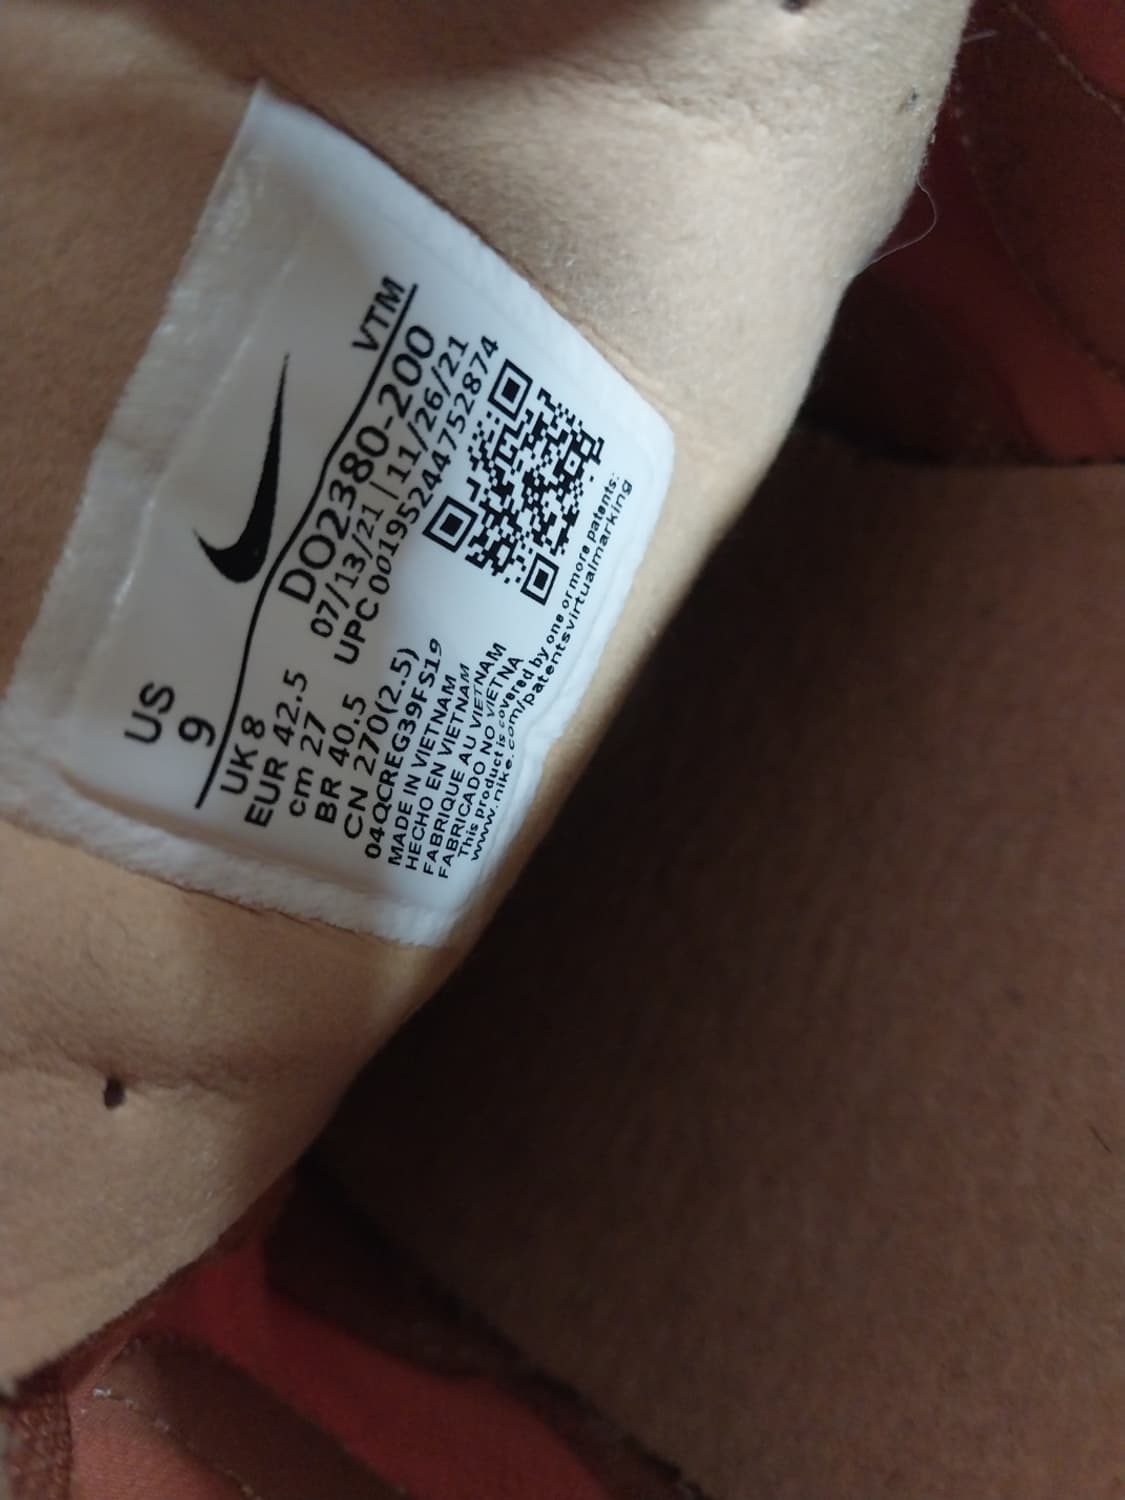 US
9
VTM
UK 8
EUR 42.5
cm 27
BR 40.5
CN 270(2.5)
DO2380-200
07/13/21 | 11/26/21
UPC 00195244752874
04QCREG39FS19
MADE IN VIETNAM
HECHO EN VIETNAM
FABRIQUE AU VIETNAM
FABRICADO NO VIETNA
This product is covered by one or more patents:
www.nike.com/patentsvirtualmarking